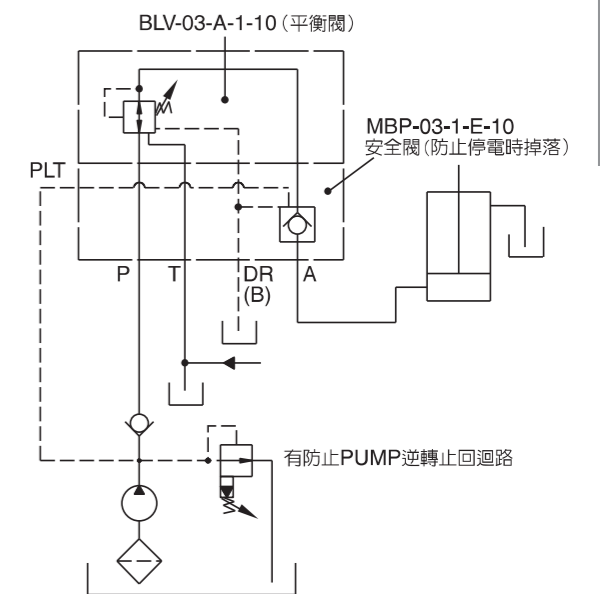 BLV-03-A-1-10（平衡閥）
MBP-03-1-E-10
安全閥（防止停電時掉落）
PLT
P T DR A
(B)
有防止PUMP逆轉止回迴路